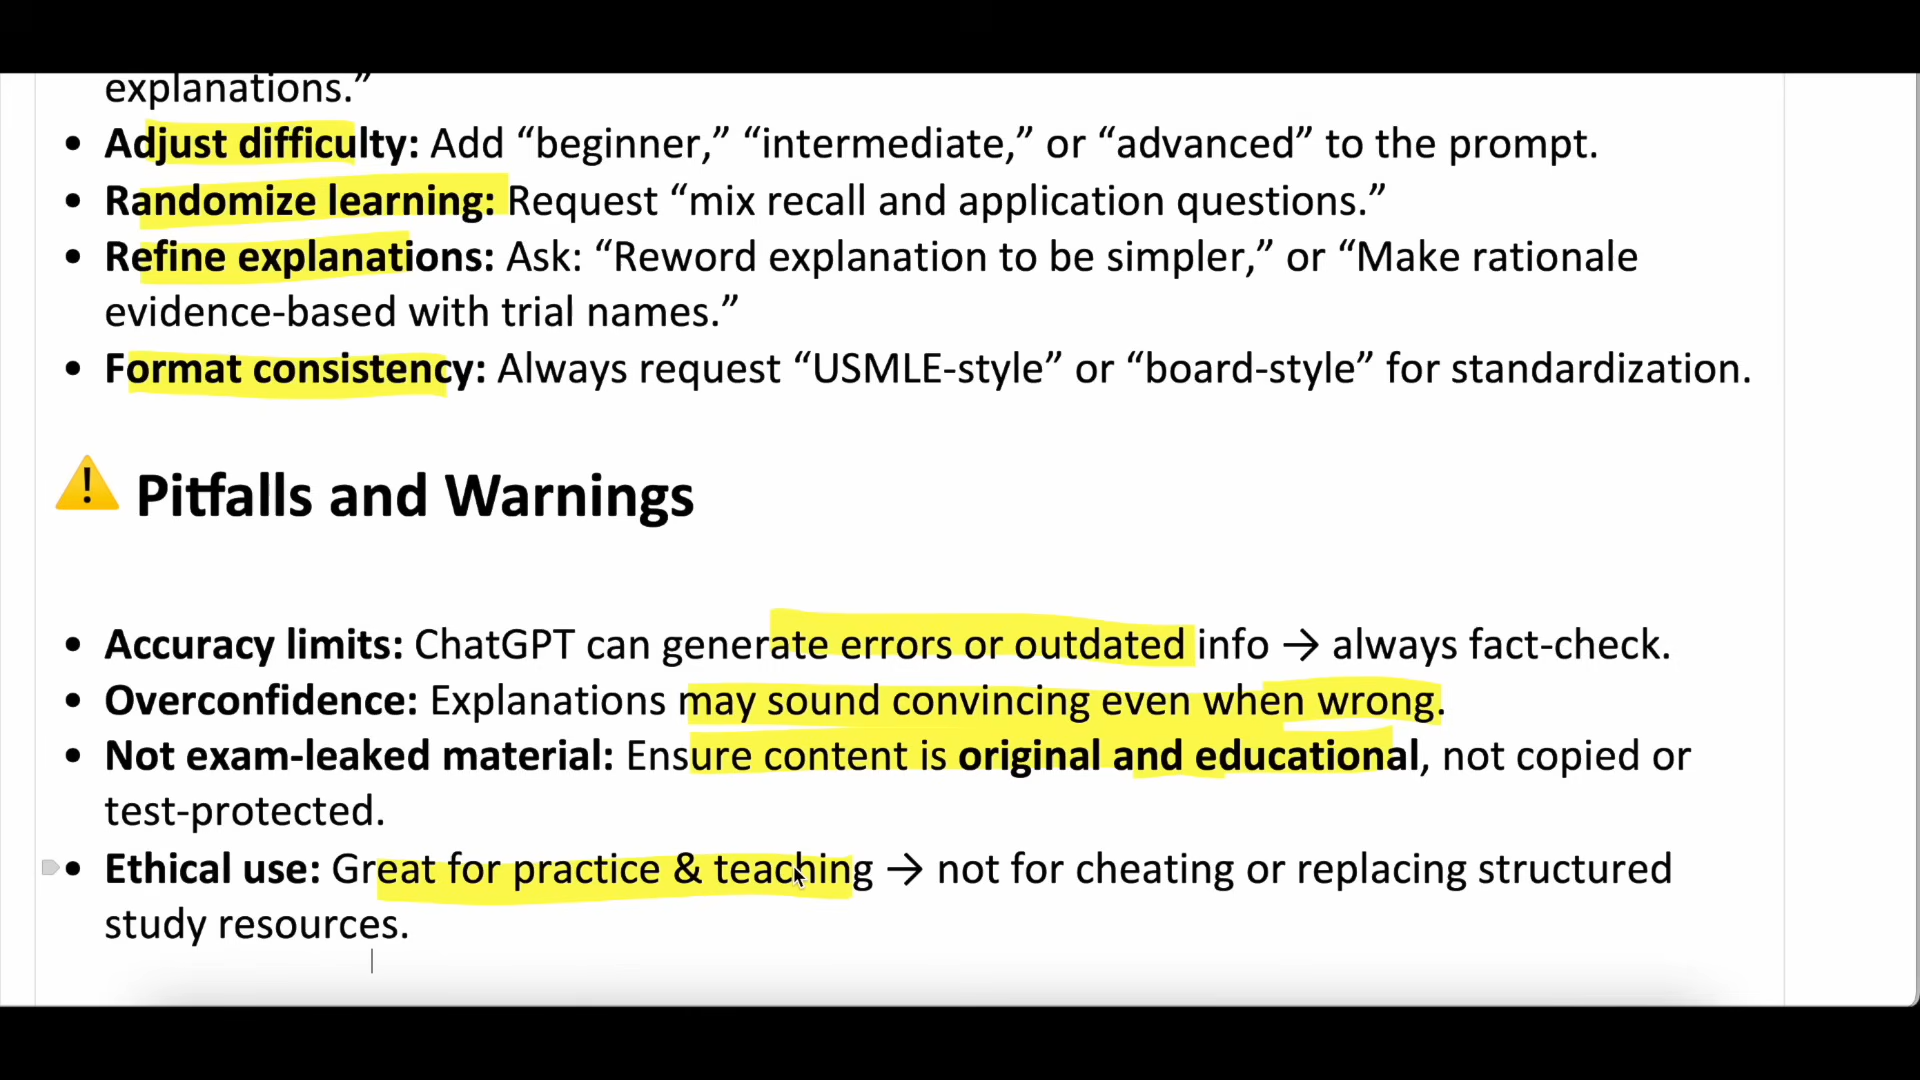 explanations.”
• Adjust difficulty: Add “beginner,” “intermediate,” or “advanced” to the prompt.
• Randomize learning: Request “mix recall and application questions.”
• Refine explanations: Ask: “Reword explanation to be simpler,” or “Make rationale
evidence-based with trial names.”
• Format consistency: Always request “USMLE-style” or “board-style” for standardization.
⚠️ Pitfalls and Warnings
• Accuracy limits: ChatGPT can generate errors or outdated info → always fact-check.
• Overconfidence: Explanations may sound convincing even when wrong.
• Not exam-leaked material: Ensure content is original and educational, not copied or
test-protected.
• Ethical use: Great for practice & teaching → not for cheating or replacing structured
study resources.